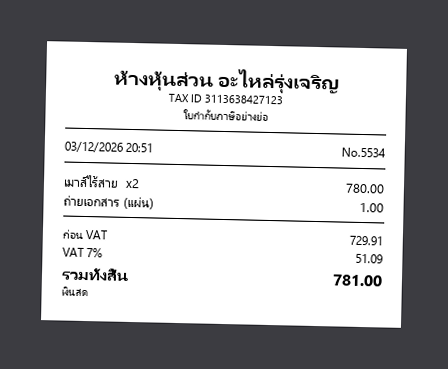 ห้างหุ้นส่วน อะไหล่รุ่งเจริญ
TAX ID 3113638427123
ใบกำกับภาษีอย่างย่อ
03/12/2026 20:51 No.5534
เมาส์ไร้สาย x2 780.00
ถ่ายเอกสาร (แผ่น) 1.00
ก่อน VAT 729.91
VAT 7% 51.09
รวมทั้งสิ้น 781.00
เงินสด